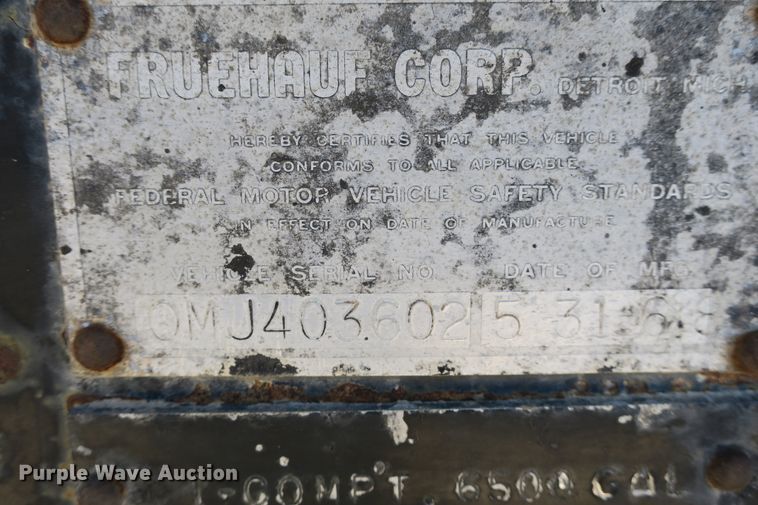 FRUEHAUF CORP. DETROIT MICH
HEREBY CERTIFIES THAT THIS VEHICLE
CONFORMS TO ALL APPLICABLE
FEDERAL MOTOR VEHICLE SAFETY STANDARDS
IN EFFECT ON DATE OF MANUFACTURE
VEHICLE SERIAL NO. DATE OF MFG.
OMJ403602 5 31
COMP'T. 6500 GAL
Purple Wave Auction